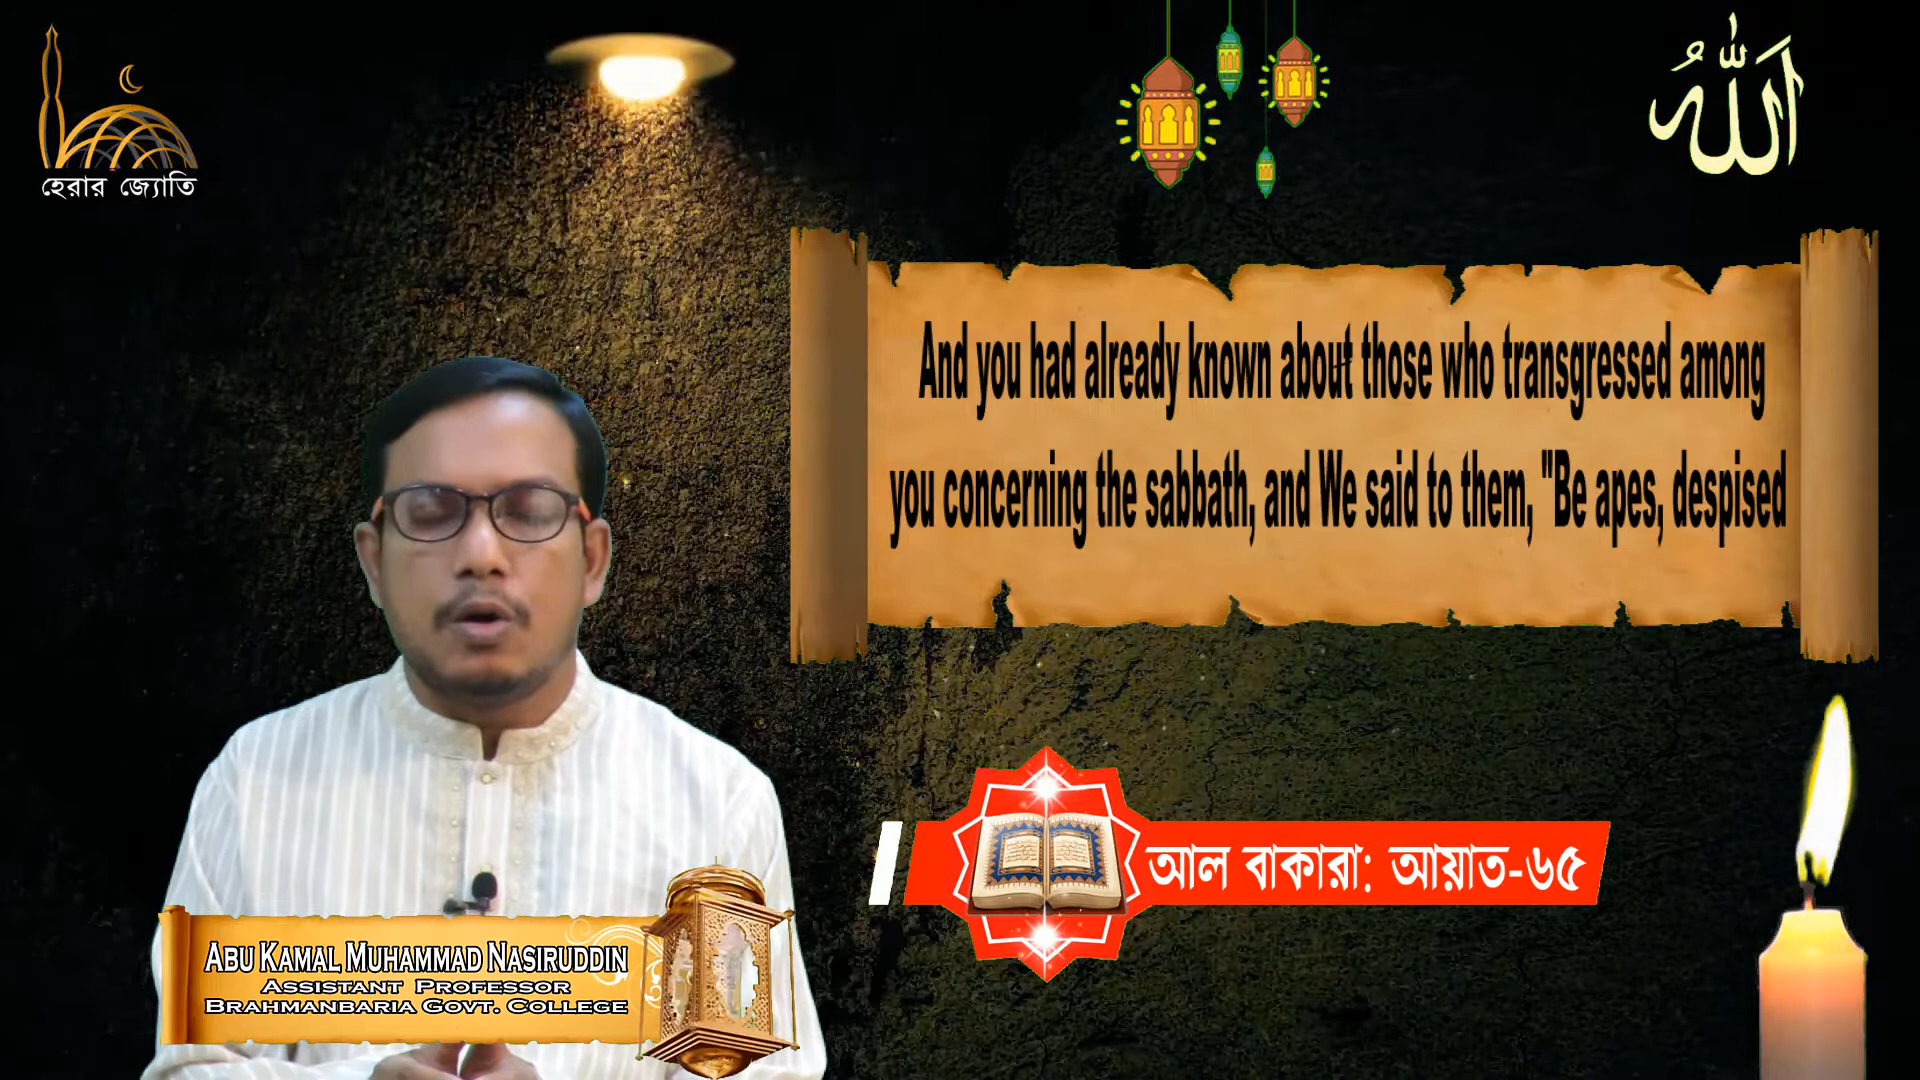 হেরার জ্যোতি
الله
And you had already known about those who transgressed among
you concerning the sabbath, and We said to them, "Be apes, despised
আল বাকারা: আয়াত-৬৫
ABU KAMAL MUHAMMAD NASIRUDDIN
ASSISTANT PROFESSOR
BRAHMANBARIA GOVT. COLLEGE